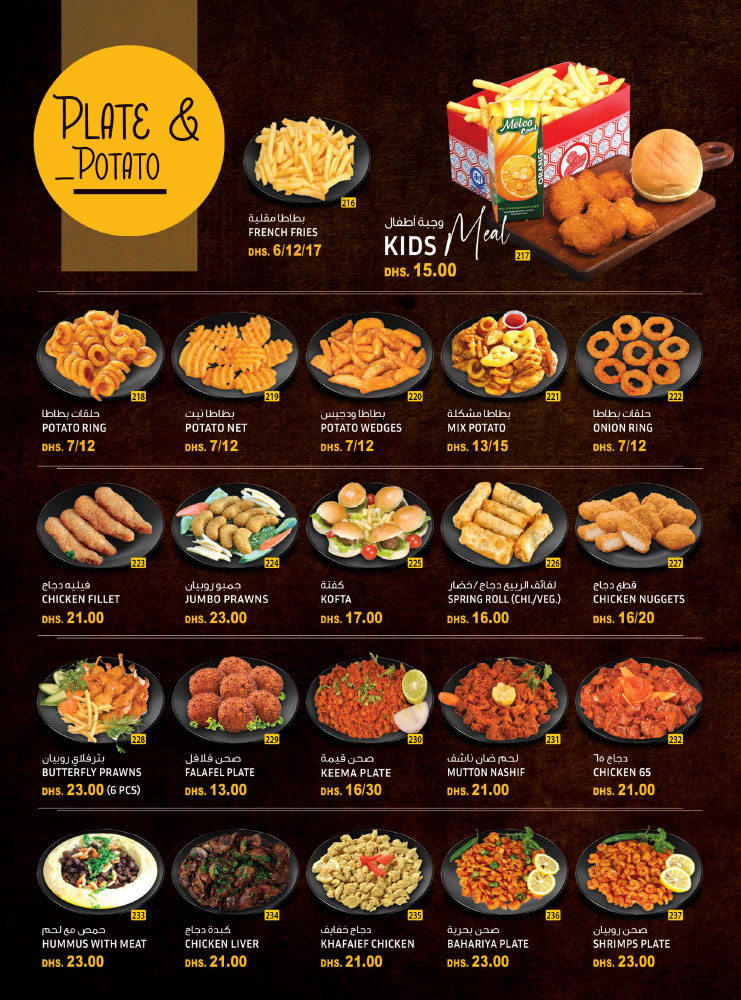 PLATE &
_POTATO
216
بطاطا مقلية
FRENCH FRIES
DHS. 6/12/17
Melco
Cool
ORANGE
وجبة أطفال
KIDS Meal
217
DHS. 15.00
218
حلقات بطاطا
POTATO RING
DHS. 7/12
219
بطاطا نيت
POTATO NET
DHS. 7/12
220
بطاطا ودجيس
POTATO WEDGES
DHS. 7/12
221
بطاطا مشكلة
MIX POTATO
DHS. 13/15
222
حلقات بطاطا
ONION RING
DHS. 7/12
223
فيليه دجاج
CHICKEN FILLET
DHS. 21.00
224
جمبو روبيان
JUMBO PRAWNS
DHS. 23.00
225
كفتة
KOFTA
DHS. 17.00
226
لفائف الربيع دجاج/خضار
SPRING ROLL (CHI./VEG.)
DHS. 16.00
227
قطع دجاج
CHICKEN NUGGETS
DHS. 16/20
228
بترفلاي روبيان
BUTTERFLY PRAWNS
DHS. 23.00 (6 PCS)
229
صحن فلافل
FALAFEL PLATE
DHS. 13.00
230
صحن قيمة
KEEMA PLATE
DHS. 16/30
231
لحم ضان ناشف
MUTTON NASHIF
DHS. 21.00
232
دجاج ٦٥
CHICKEN 65
DHS. 21.00
233
حمص مع لحم
HUMMUS WITH MEAT
DHS. 23.00
234
كبدة دجاج
CHICKEN LIVER
DHS. 21.00
235
دجاج خفايف
KHAFAIEF CHICKEN
DHS. 21.00
236
صحن بحرية
BAHARIYA PLATE
DHS. 23.00
237
صحن روبيان
SHRIMPS PLATE
DHS. 23.00